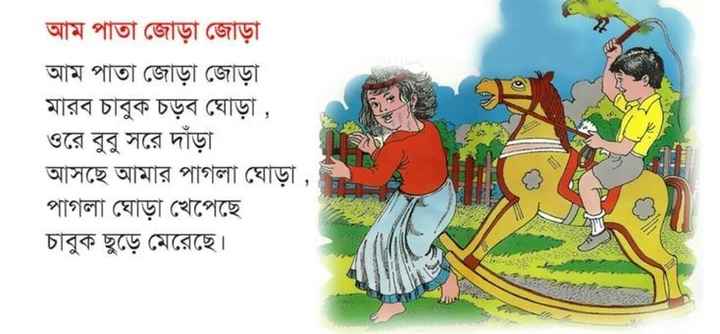 আম পাতা জোড়া জোড়া
আম পাতা জোড়া জোড়া
মারব চাবুক চড়ব ঘোড়া ,
ওরে বুবু সরে দাঁড়া
আসছে আমার পাগলা ঘোড়া ,
পাগলা ঘোড়া খেপেছে
চাবুক ছুড়ে মেরেছে।